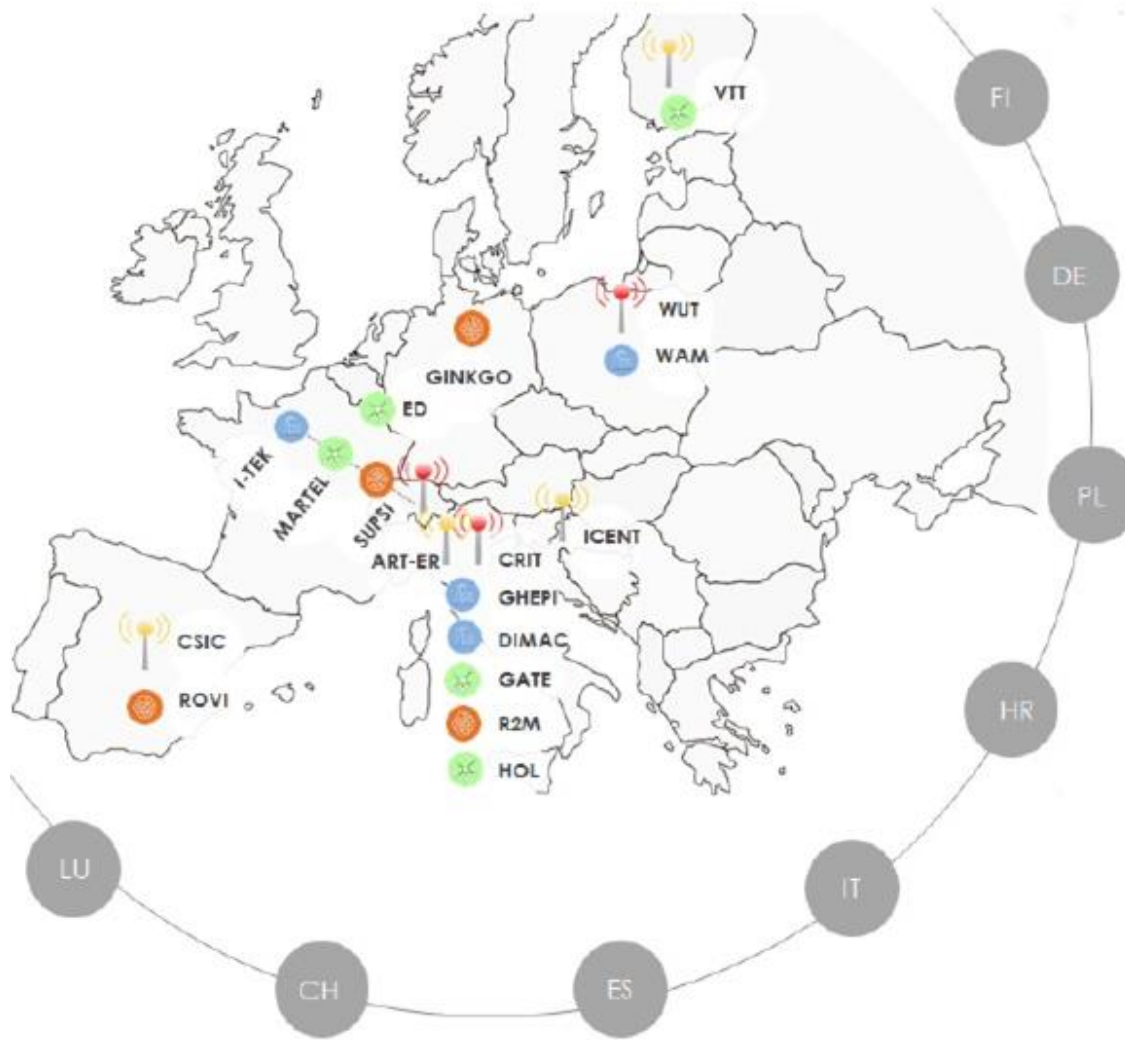 VTT
FI
DE
WUT
WAM
GINKGO
ED
I-TEK
MARTEL
SUPSI
PL
ART-ER
CRIT
ICENT
GHEPI
CSIC
DIMAC
GATE
ROVI
R2M
HR
HOL
LU
IT
CH
ES